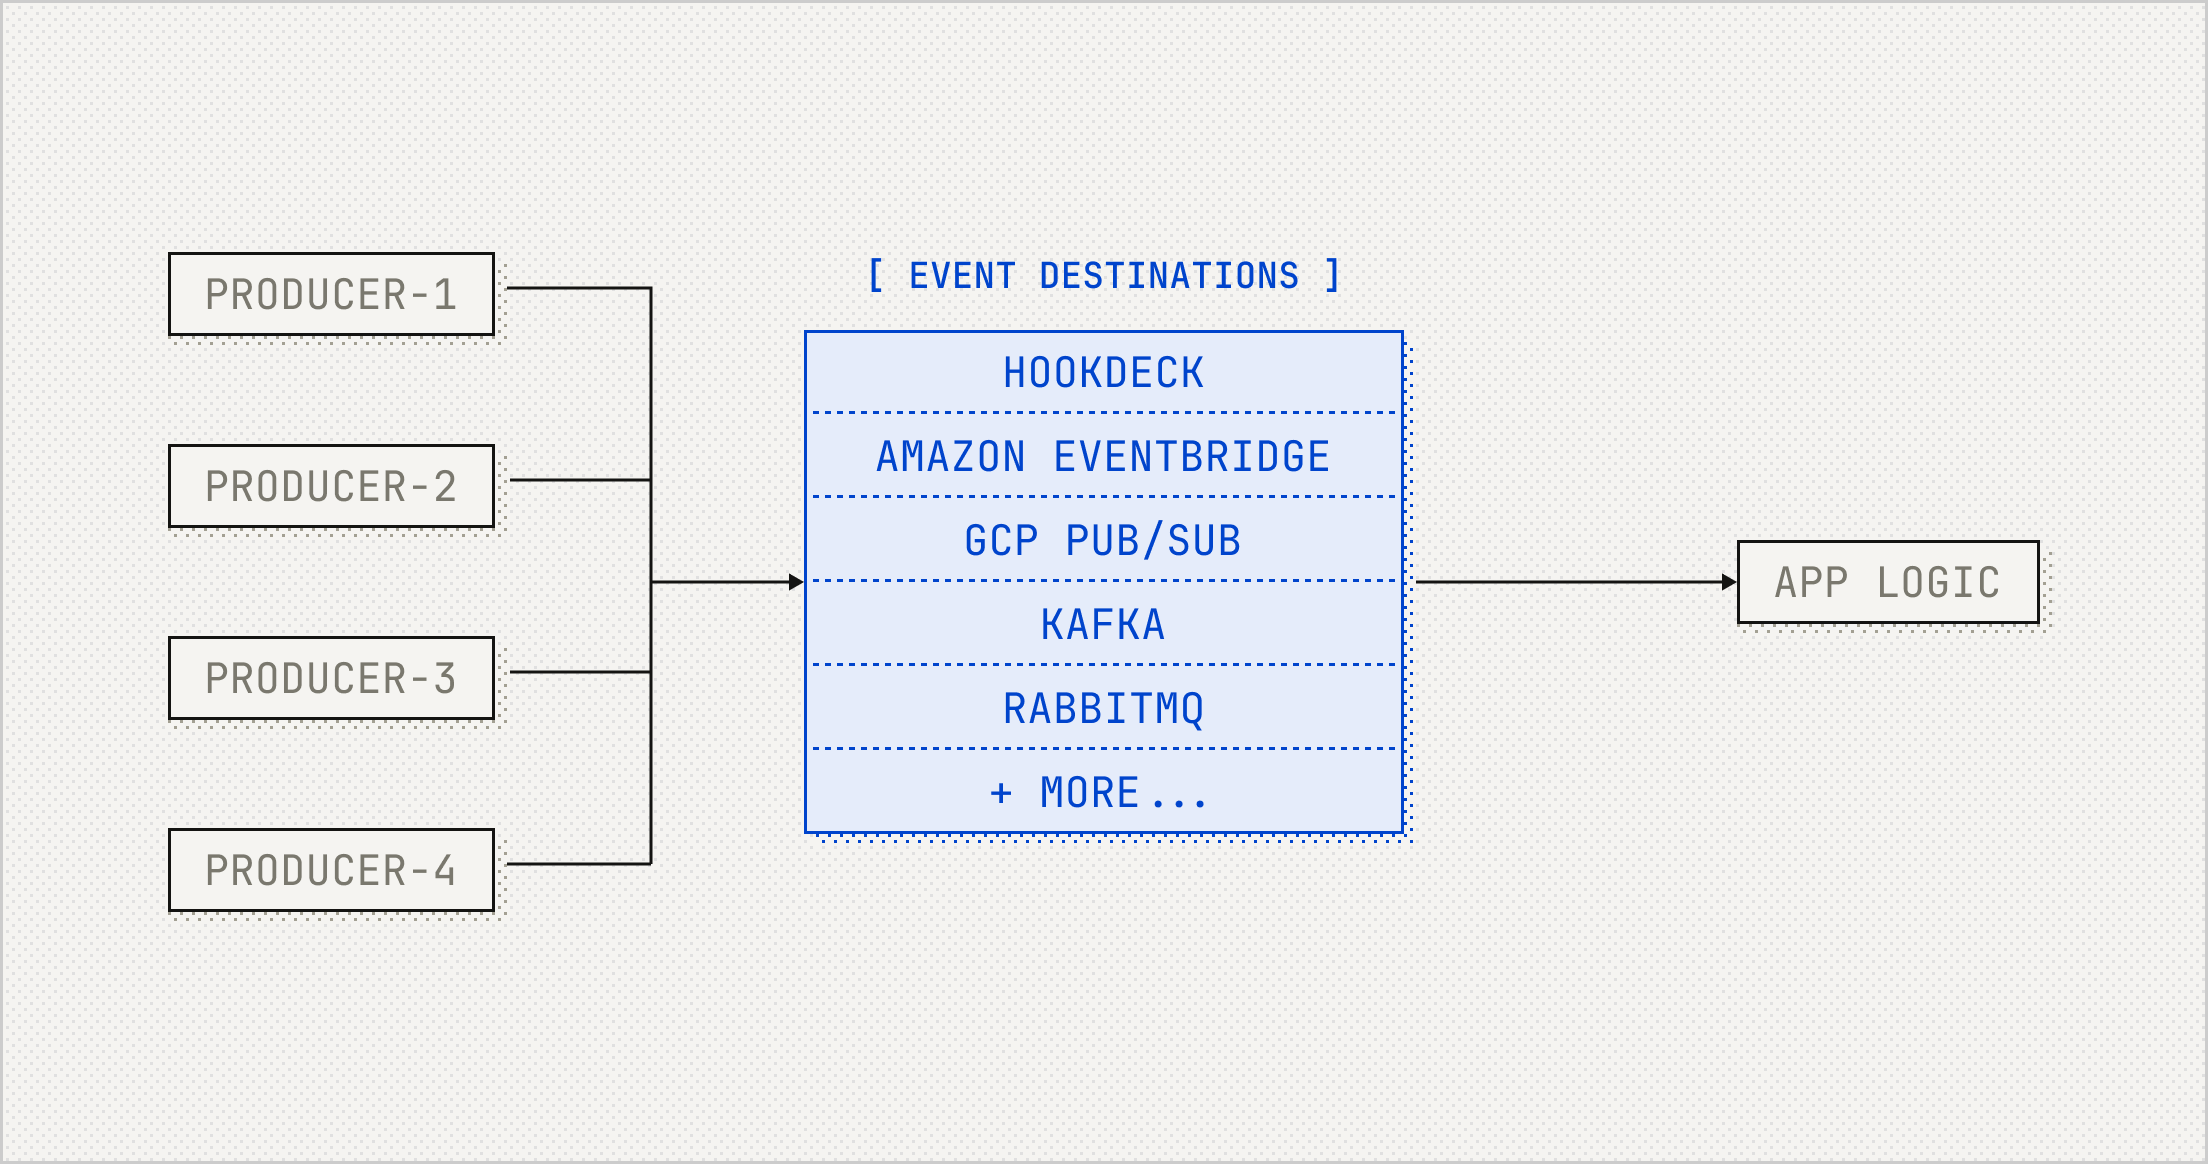 PRODUCER-1
PRODUCER-2
PRODUCER-3
PRODUCER-4
[ EVENT DESTINATIONS ]
HOOKDECK
AMAZON EVENTBRIDGE
GCP PUB/SUB
KAFKA
RABBITMQ
+ MORE...
APP LOGIC